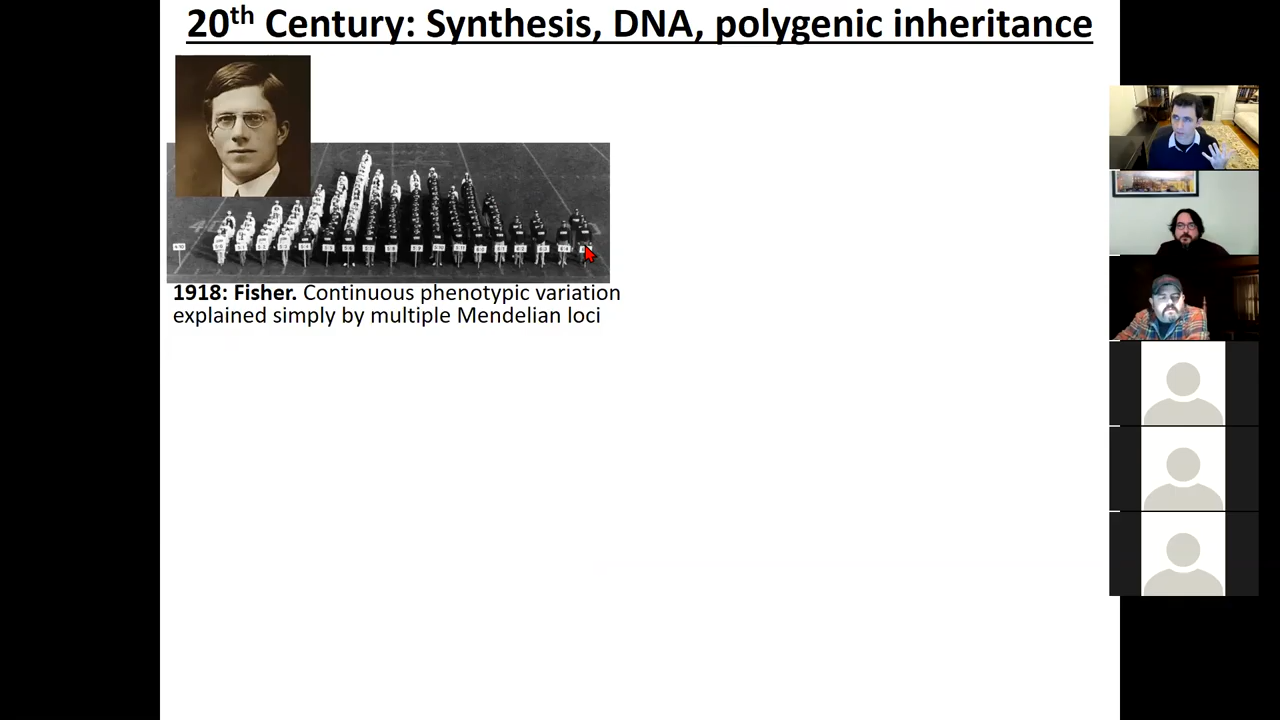 20th Century: Synthesis, DNA, polygenic inheritance
1918: Fisher. Continuous phenotypic variation
explained simply by multiple Mendelian loci